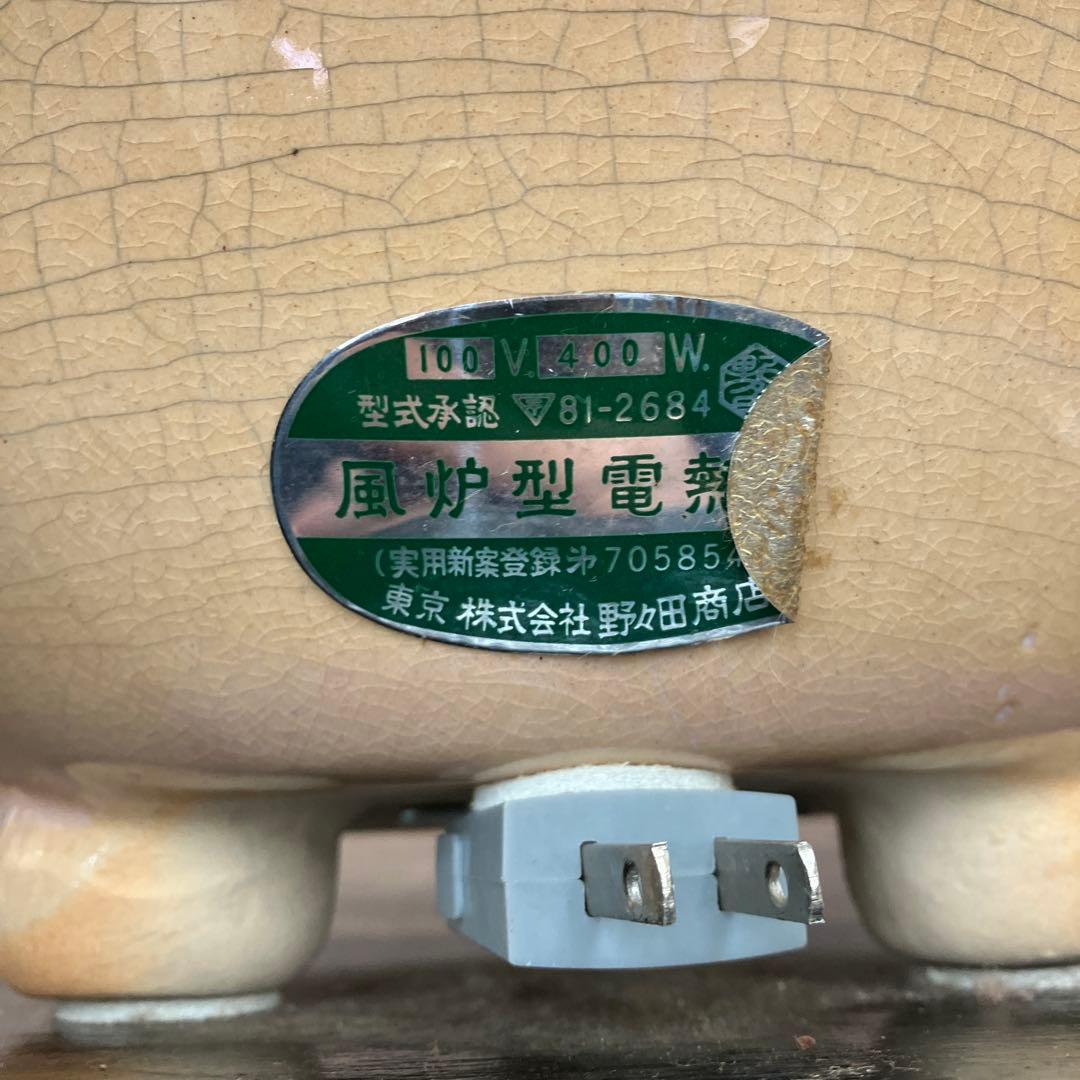 100 V. 400 W.
型式承認 81-2684
風炉型電熱
(実用新案登録㐧70585
東京 株式会社 野々田商店